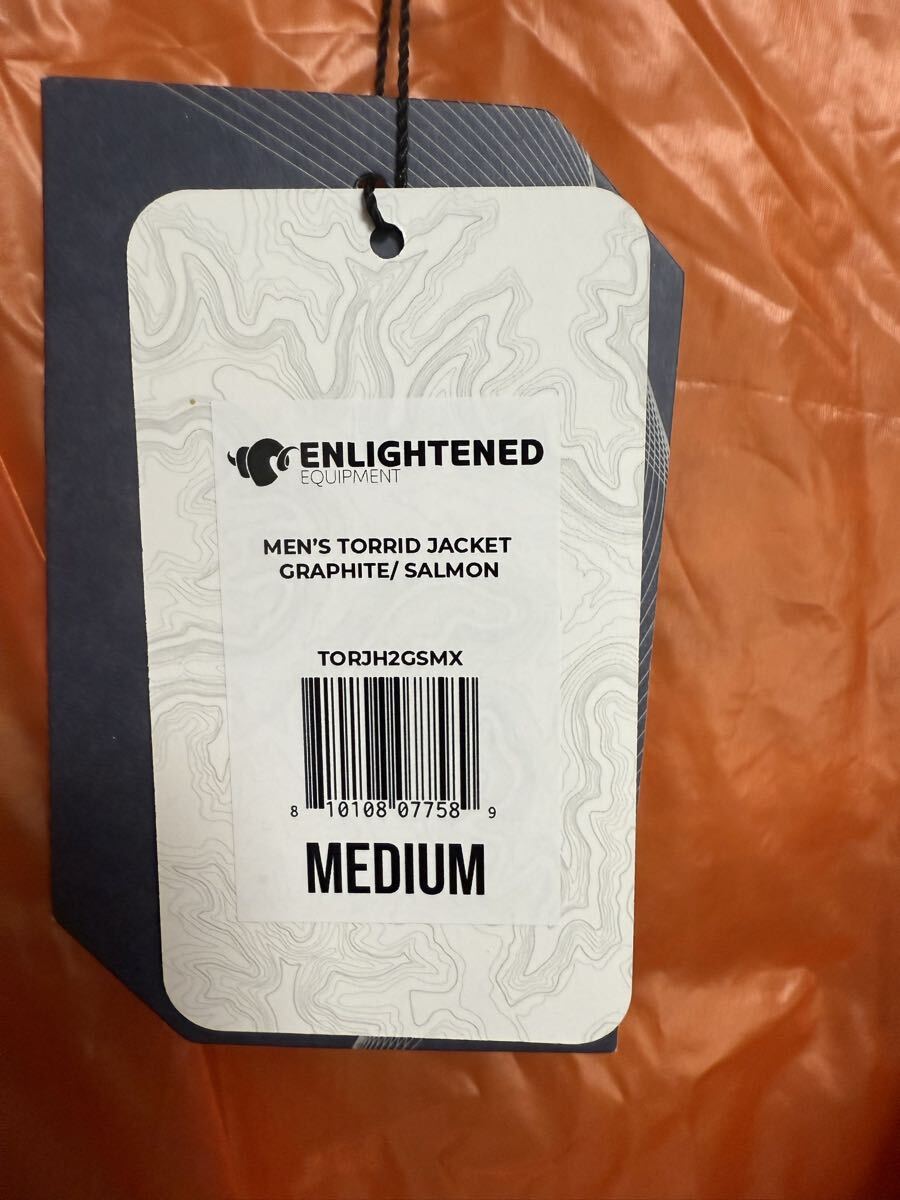 ENLIGHTENED
EQUIPMENT
MEN'S TORRID JACKET
GRAPHITE/ SALMON
TORJH2GSMX
8 10108 07758 9
MEDIUM